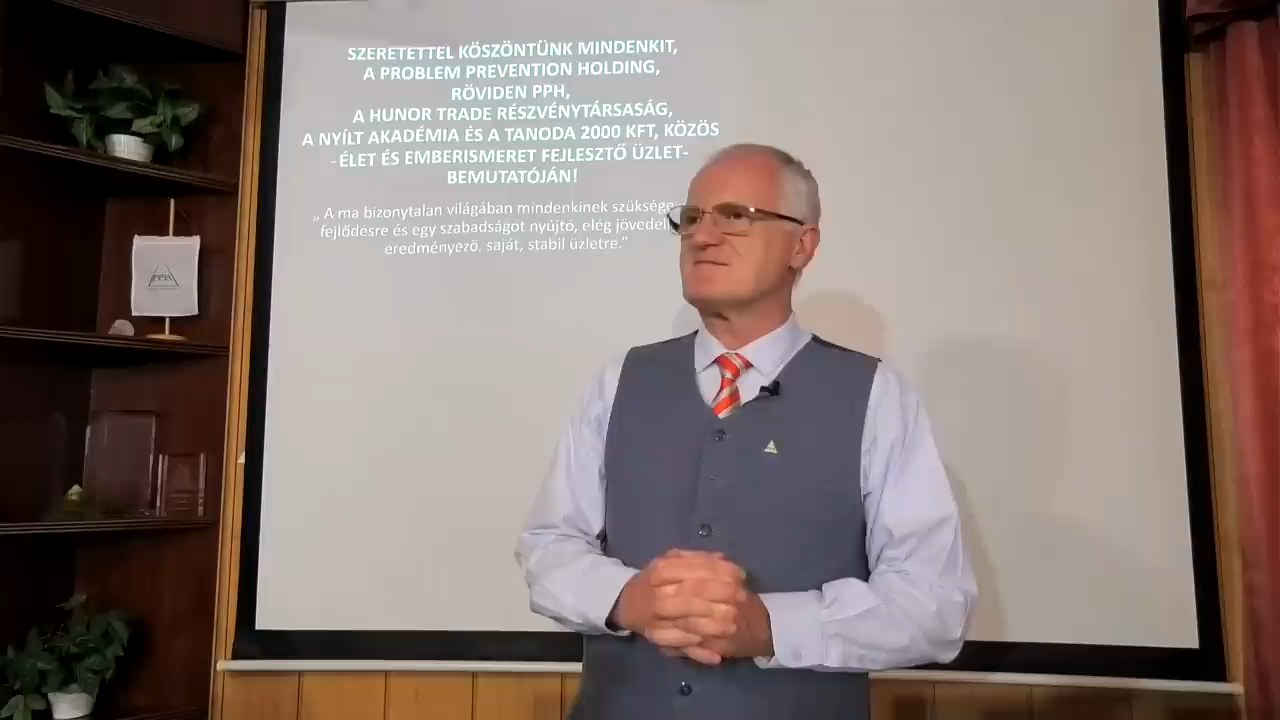 SZERETETTEL KÖSZÖNTÜNK MINDENKIT,
A PROBLEM PREVENTION HOLDING,
RÖVIDEN PPH,
A HUNOR TRADE RÉSZVÉNYTÁRSASÁG,
A NYÍLT AKADÉMIA ÉS A TANODA 2000 KFT, KÖZÖS
- ÉLET ÉS EMBERISMERET FEJLESZTŐ ÜZLET-
BEMUTATÓJÁN!
„ A ma bizonytalan világában mindenkinek szüksége
fejlődésre és egy szabadságot nyújtó, elég
eredményező, saját, stabil üzletre.”